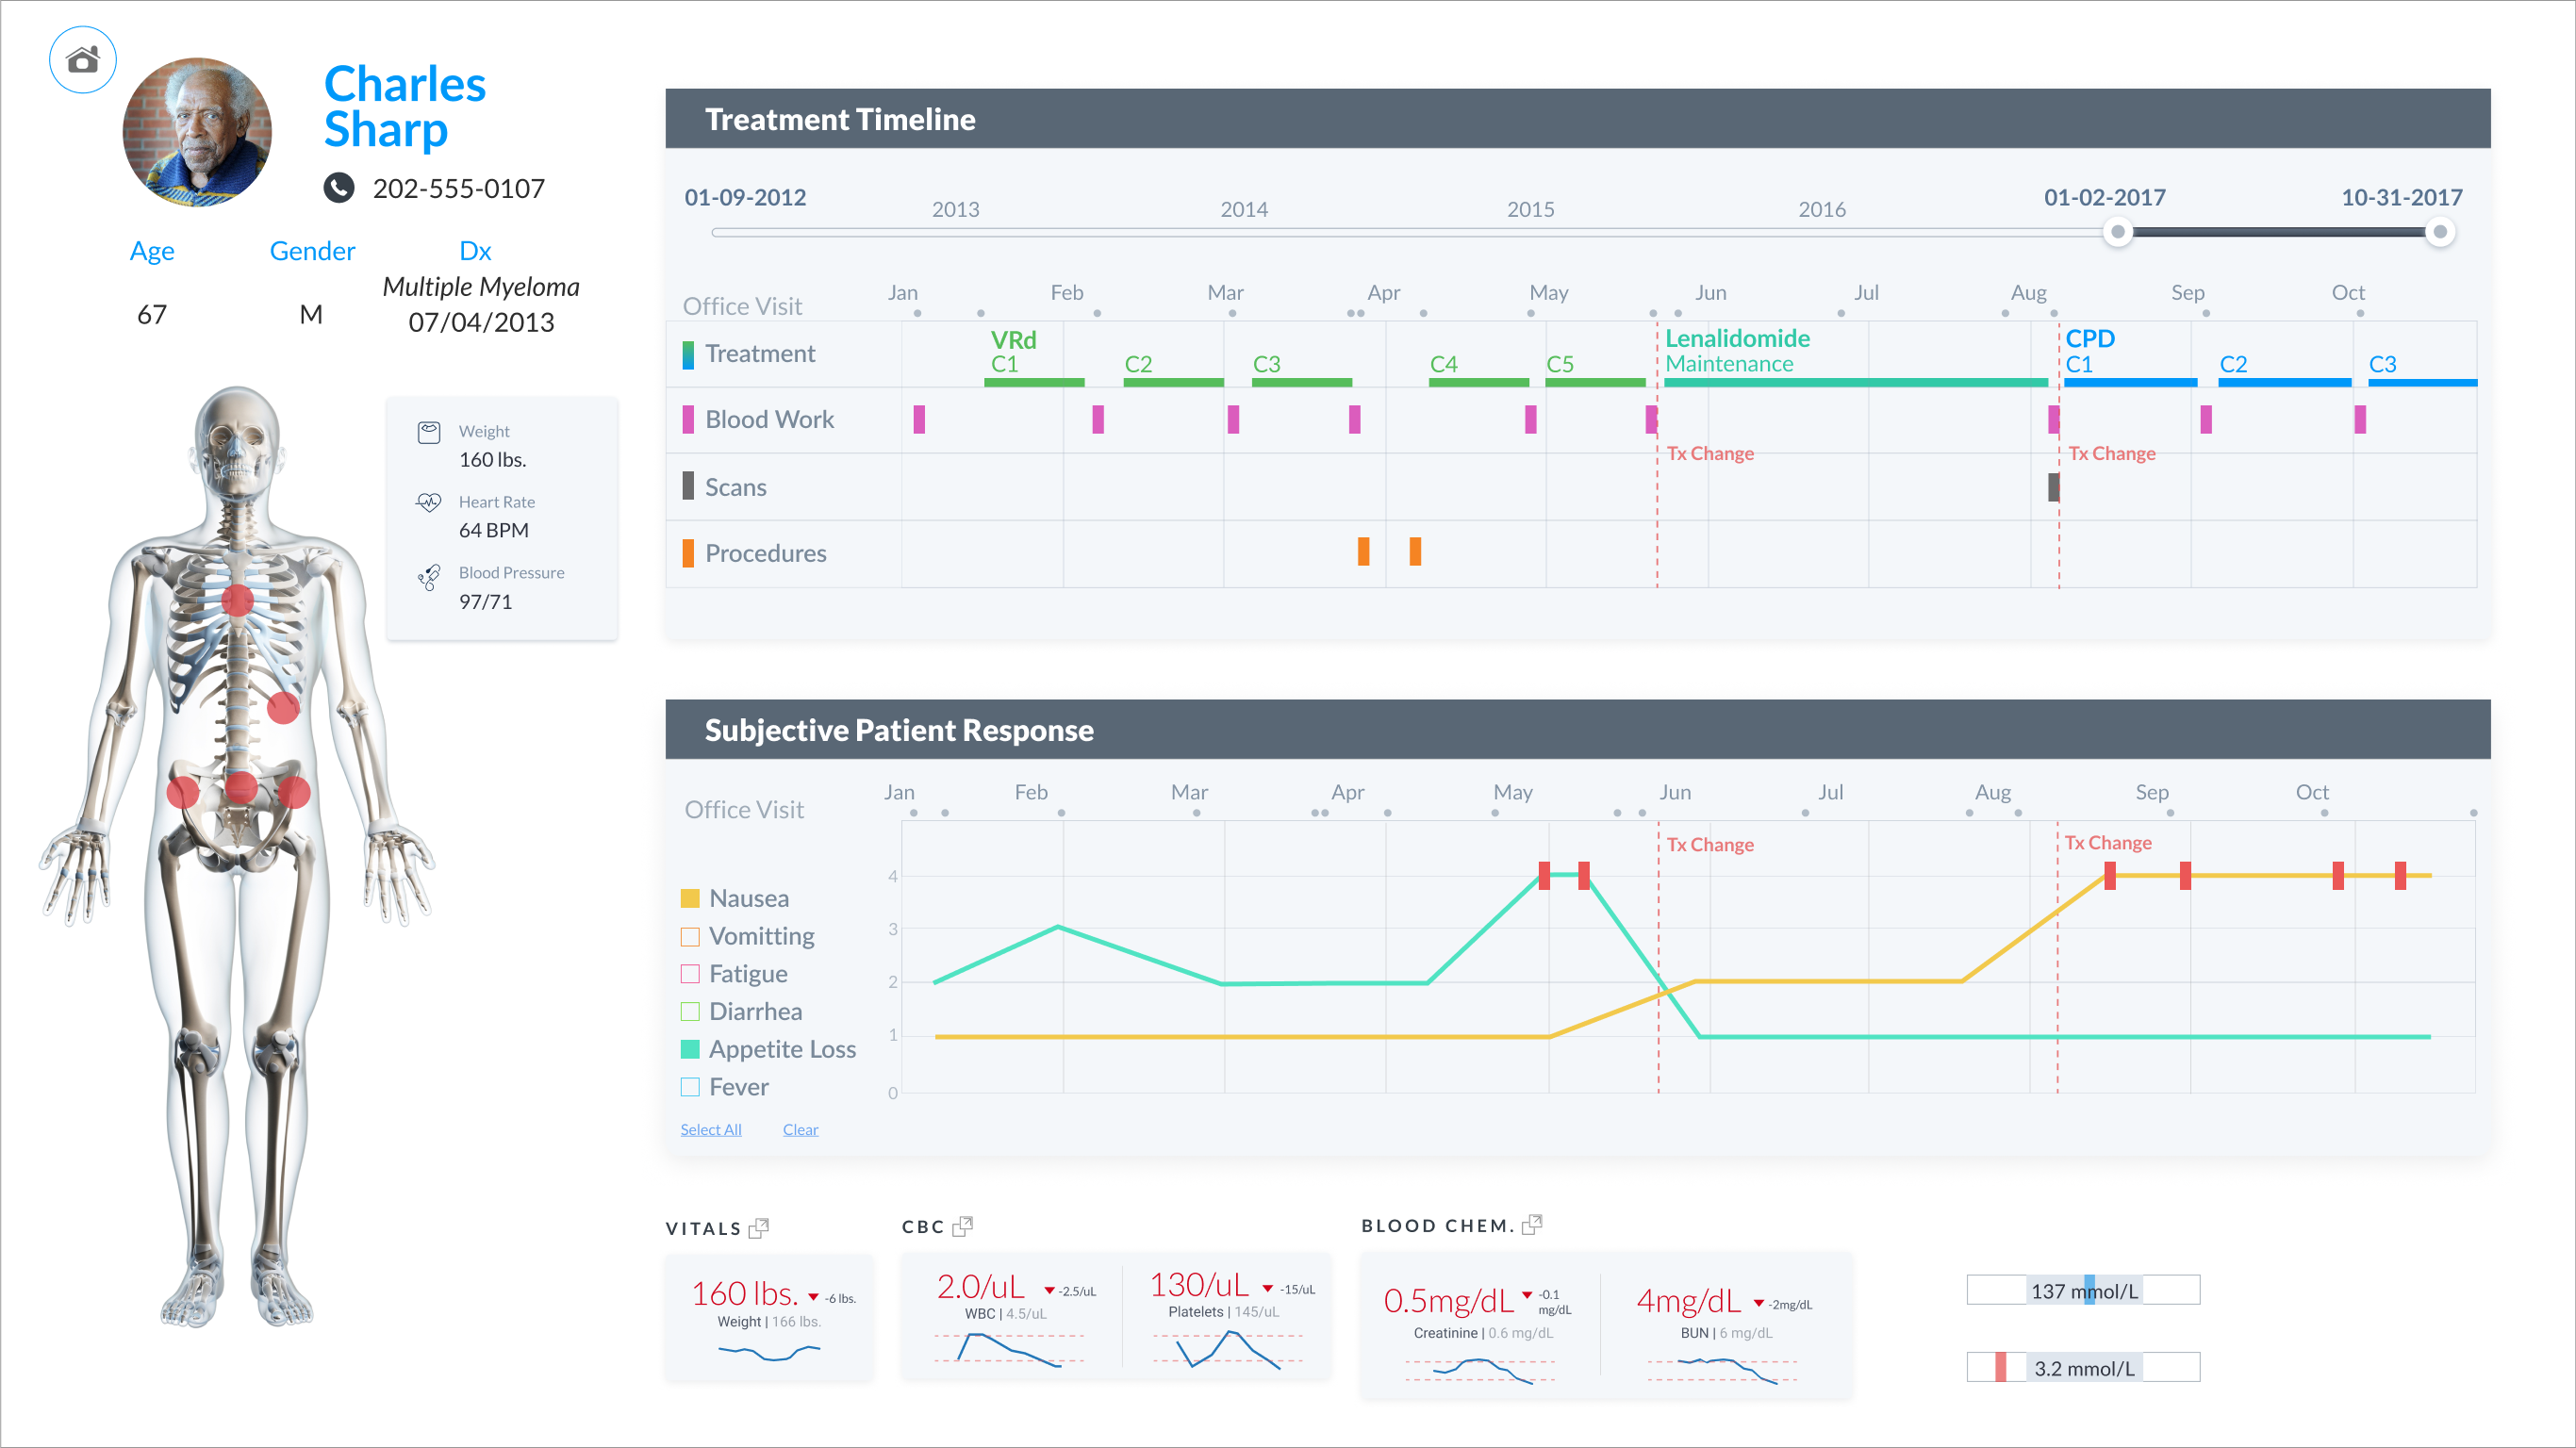 Charles
Sharp
202-555-0107
Age
Gender
Dx
67
M
Multiple Myeloma
07/04/2013
Weight
160 lbs.
Heart Rate
64 BPM
Blood Pressure
97/71
Treatment Timeline
01-09-2012
2013
2014
2015
2016
01-02-2017
10-31-2017
Office Visit
Jan Feb Mar Apr May Jun Jul Aug Sep Oct
Treatment
VRd
C1 C2 C3 C4 C5
Lenalidomide
Maintenance
CPD
C1 C2 C3
Blood Work
Tx Change
Tx Change
Scans
Procedures
Subjective Patient Response
Office Visit
Jan Feb Mar Apr May Jun Jul Aug Sep Oct
Tx Change
Tx Change
4
3
2
1
0
Nausea
Vomitting
Fatigue
Diarrhea
Appetite Loss
Fever
Select All
Clear
VITALS
160 lbs. -6 lbs.
Weight | 166 lbs.
CBC
2.0/uL -2.5/uL
WBC | 4.5/uL
130/uL -15/uL
Platelets | 145/uL
BLOOD CHEM.
0.5mg/dL -0.1
mg/dL
Creatinine | 0.6 mg/dL
4mg/dL -2mg/dL
BUN | 6 mg/dL
137 mmol/L
3.2 mmol/L